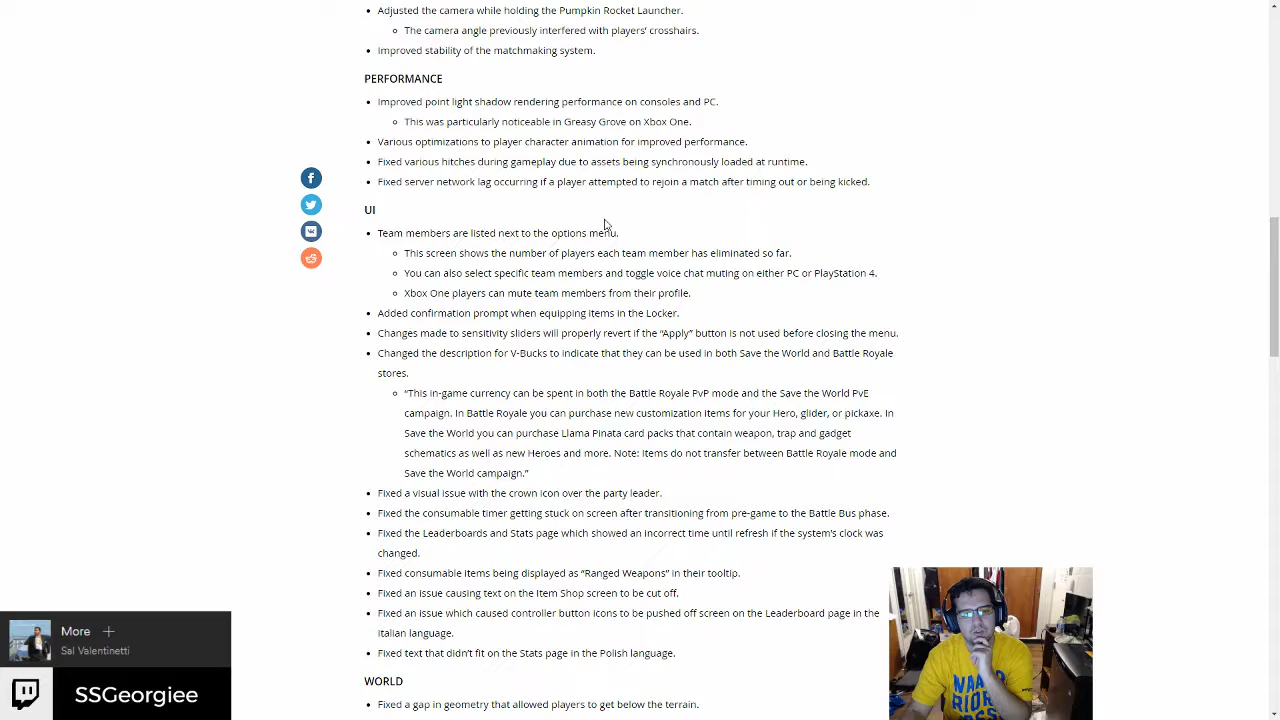 Adjusted the camera while holding the Pumpkin Rocket Launcher.
The camera angle previously interfered with players' crosshairs.
Improved stability of the matchmaking system.
PERFORMANCE
Improved point light shadow rendering performance on consoles and PC.
This was particularly noticeable in Greasy Grove on Xbox One.
Various optimizations to player character animation for improved performance.
Fixed various hitches during gameplay due to assets being synchronously loaded at runtime.
Fixed server network lag occurring if a player attempted to rejoin a match after timing out or being kicked.
UI
Team members are listed next to the options menu.
This screen shows the number of players each team member has eliminated so far.
You can also select specific team members and toggle voice chat muting on either PC or PlayStation 4.
Xbox One players can mute team members from their profile.
Added confirmation prompt when equipping items in the Locker.
Changes made to sensitivity sliders will properly revert if the “Apply” button is not used before closing the menu.
Changed the description for V-Bucks to indicate that they can be used in both Save the World and Battle Royale
stores.
“This in-game currency can be spent in both the Battle Royale PvP mode and the Save the World PvE
campaign. In Battle Royale you can purchase new customization items for your Hero, glider, or pickaxe. In
Save the World you can purchase Llama Pinata card packs that contain weapon, trap and gadget
schematics as well as new Heroes and more. Note: Items do not transfer between Battle Royale mode and
Save the World campaign.”
Fixed a visual issue with the crown icon over the party leader.
Fixed the consumable timer getting stuck on screen after transitioning from pre-game to the Battle Bus phase.
Fixed the Leaderboards and Stats page which showed an incorrect time until refresh if the system's clock was
changed.
Fixed consumable items being displayed as “Ranged Weapons” in their tooltip.
Fixed an issue causing text on the Item Shop screen to be cut off.
Fixed an issue which caused controller button icons to be pushed off screen on the Leaderboard page in the
Italian language.
Fixed text that didn't fit on the Stats page in the Polish language.
WORLD
Fixed a gap in geometry that allowed players to get below the terrain.
More
Sal Valentinetti
SSGeorgiee